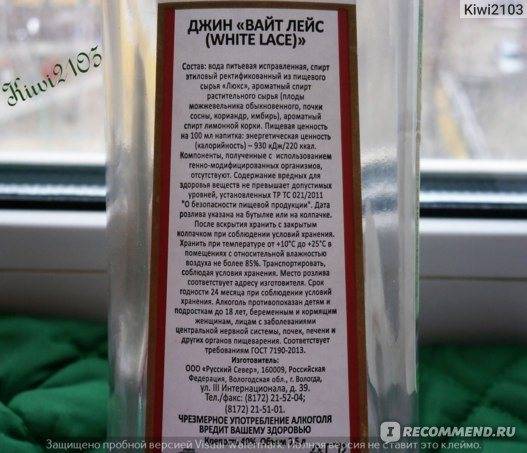 Kiwi2103
Kiwi2103
ДЖИН «ВАЙТ ЛЕЙС
(WHITE LACE)»
Состав: вода питьевая исправленная, спирт
этиловый ректификованный из пищевого
сырья «Люкс», ароматный спирт
растительного сырья (плоды
можжевельника обыкновенного, почки
сосны, кориандр, имбирь), ароматный
спирт лимонной корки. Пищевая ценность
на 100 мл напитка: энергетическая ценность
(калорийность) – 930 кДж/220 ккал.
Компоненты, полученные с использованием
генно-модифицированных организмов,
отсутствуют. Содержание вредных для
здоровья веществ не превышает допустимых
уровней, установленных ТР ТС 021/2011
"О безопасности пищевой продукции". Дата
розлива указана на бутылке или на колпачке.
После вскрытия хранить с закрытым
колпачком при соблюдении условий хранения.
Хранить при температуре от +10°С до +25°С в
помещениях с относительной влажностью
воздуха не более 85%. Транспортировать,
соблюдая условия хранения. Место розлива
соответствует адресу изготовителя. Срок
годности 24 месяца при соблюдении условий
хранения. Алкоголь противопоказан детям и
подросткам до 18 лет, беременным и кормящим
женщинам, лицам с заболеваниями
центральной нервной системы, почек, печени и
других органов пищеварения. Соответствует
требованиям ГОСТ 7190-2013.
Изготовитель:
ООО «Русский Север», 160009, Российская
Федерация, Вологодская обл., г. Вологда,
ул. III Интернационала, д. 39.
Тел./факс: (8172) 21-52-04;
(8172) 21-51-01.
ЧРЕЗМЕРНОЕ УПОТРЕБЛЕНИЕ АЛКОГОЛЯ
ВРЕДИТ ВАШЕМУ ЗДОРОВЬЮ
Крепость 40%. Объем 0,5 л
Защищено пробной версией Visual Watermark. Полная версия не ставит это клеймо.
IRECOMMEND.RU